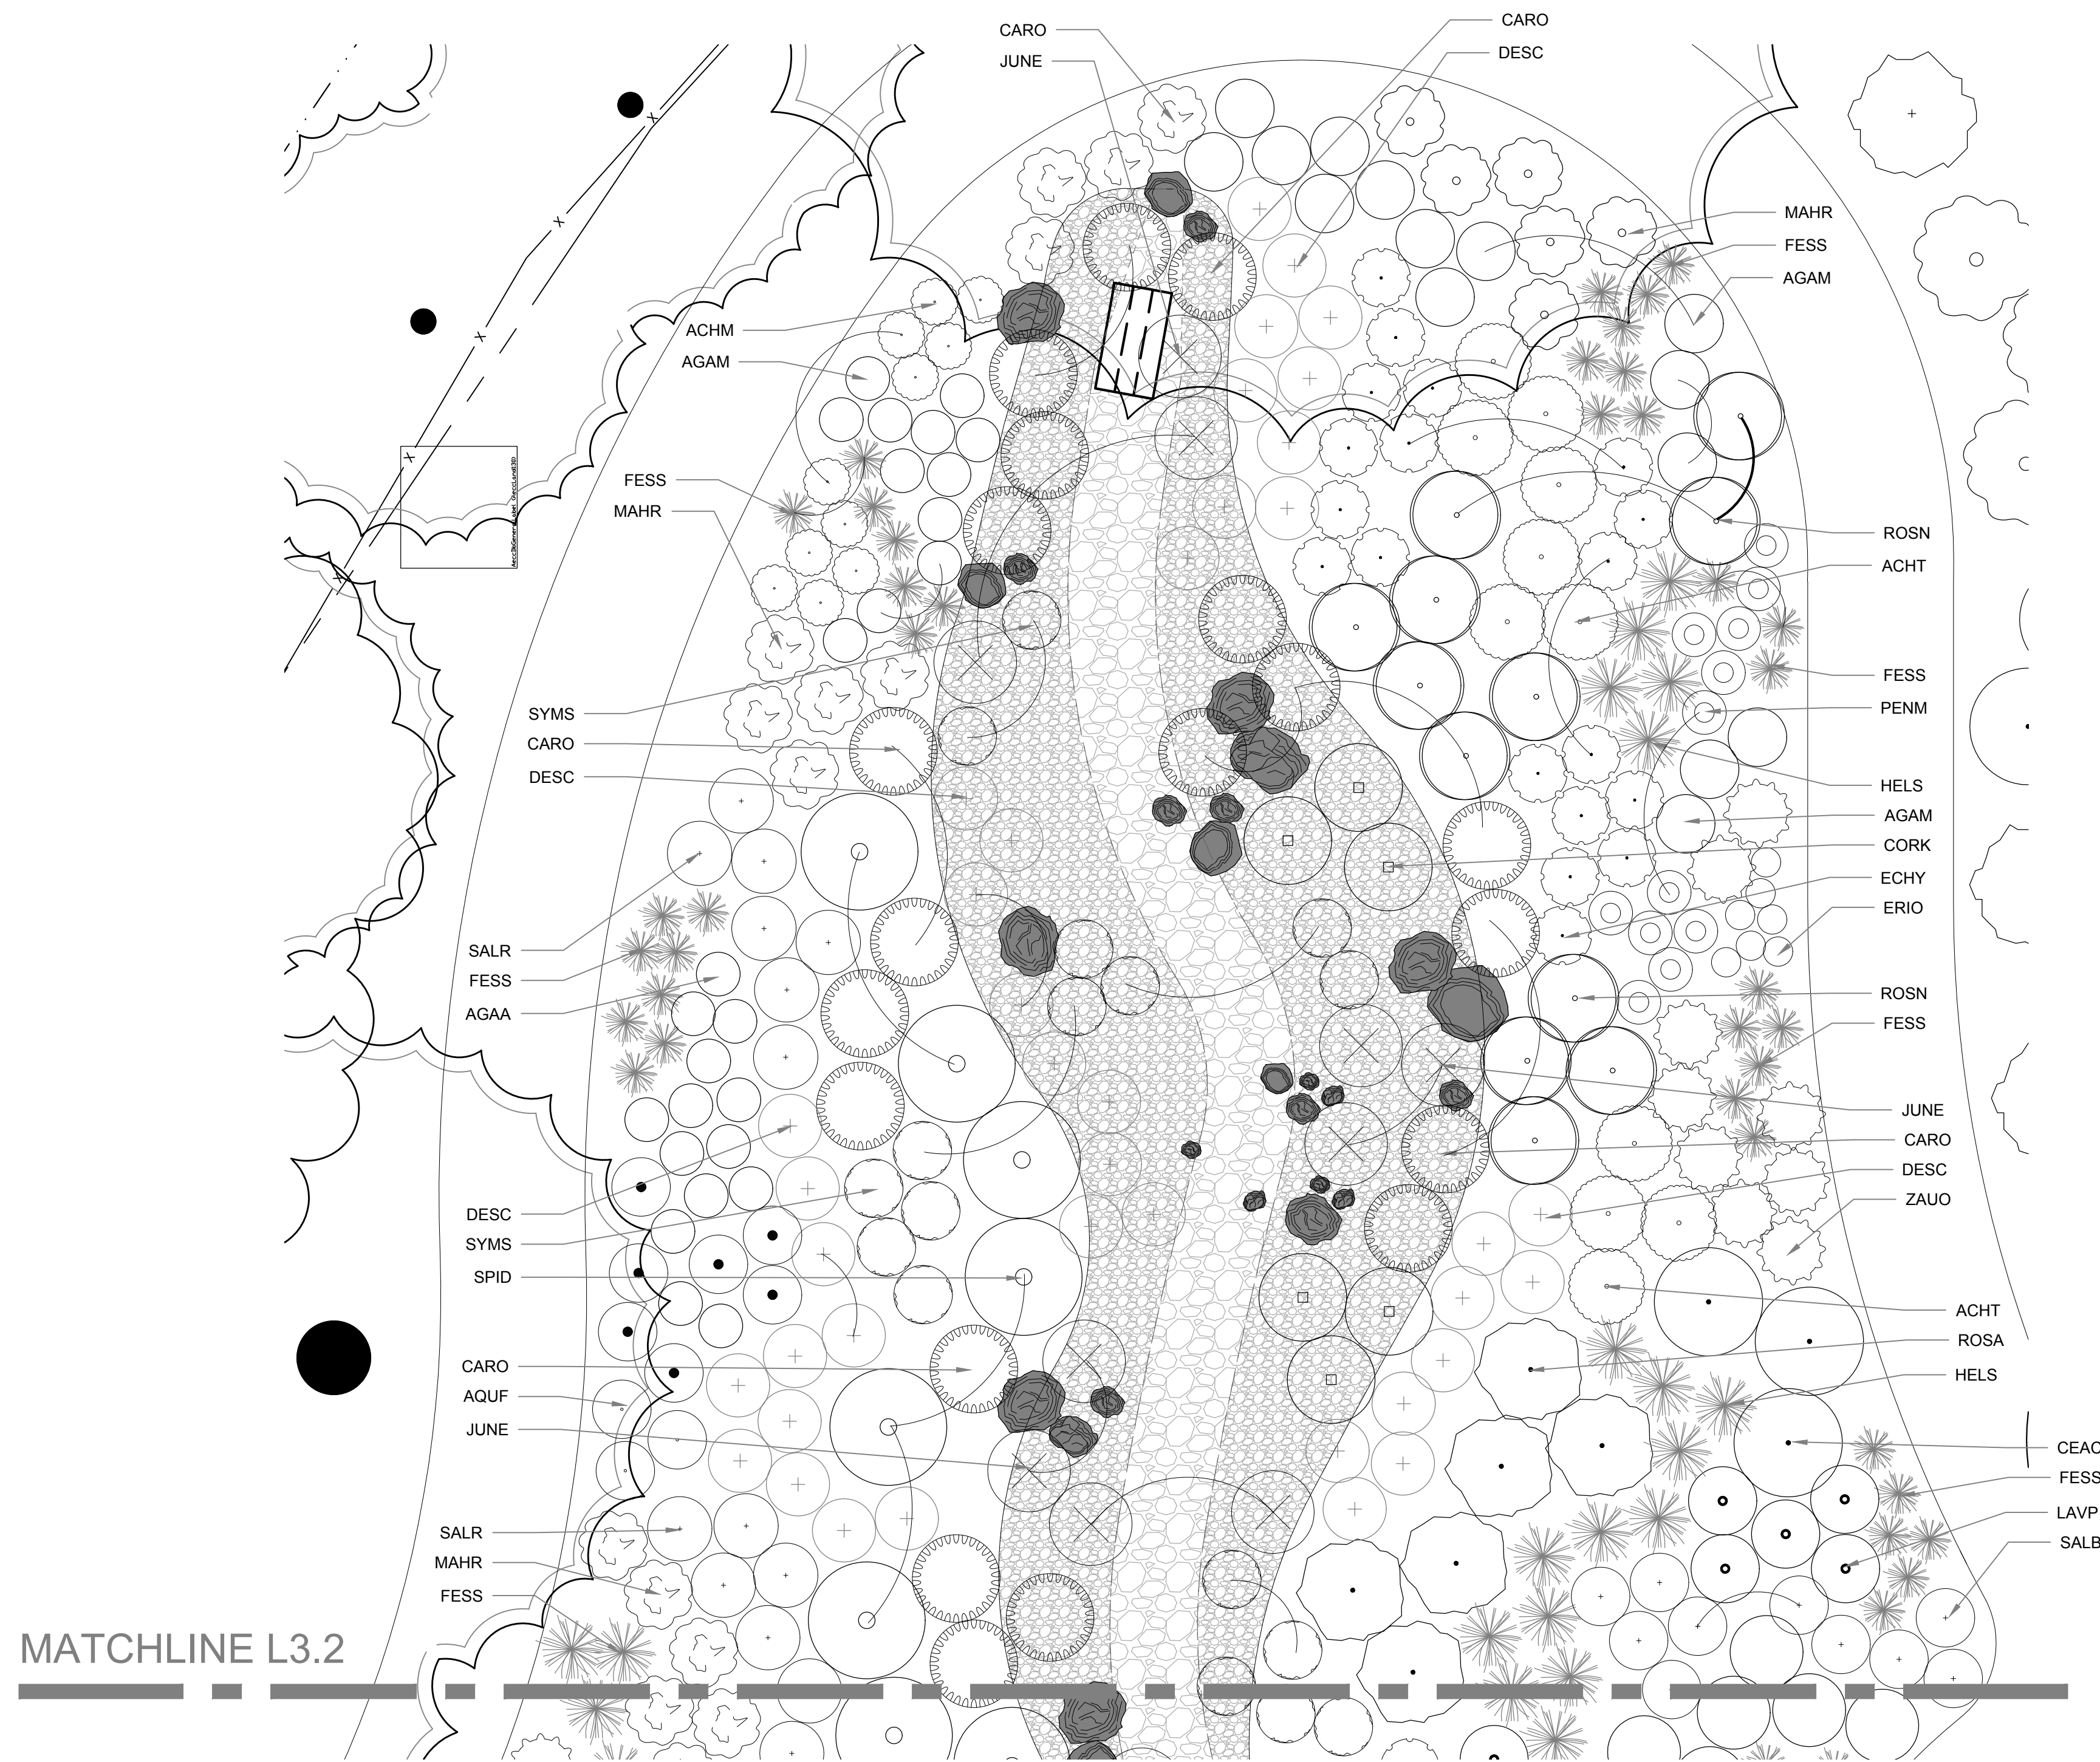 CARO
JUNE
CARO
DESC
MAHR
FESS
AGAM
ACHM
AGAM
FESS
MAHR
ROSN
ACHT
FESS
PENM
SYMS
CARO
DESC
HELS
AGAM
CORK
ECHY
ERIO
SALR
FESS
AGAA
ROSN
FESS
JUNE
CARO
DESC
ZAUO
DESC
SYMS
SPID
ACHT
ROSA
HELS
CARO
AQUF
JUNE
CEAC
FESS
LAVP
SALB
SALR
MAHR
FESS
MATCHLINE L3.2